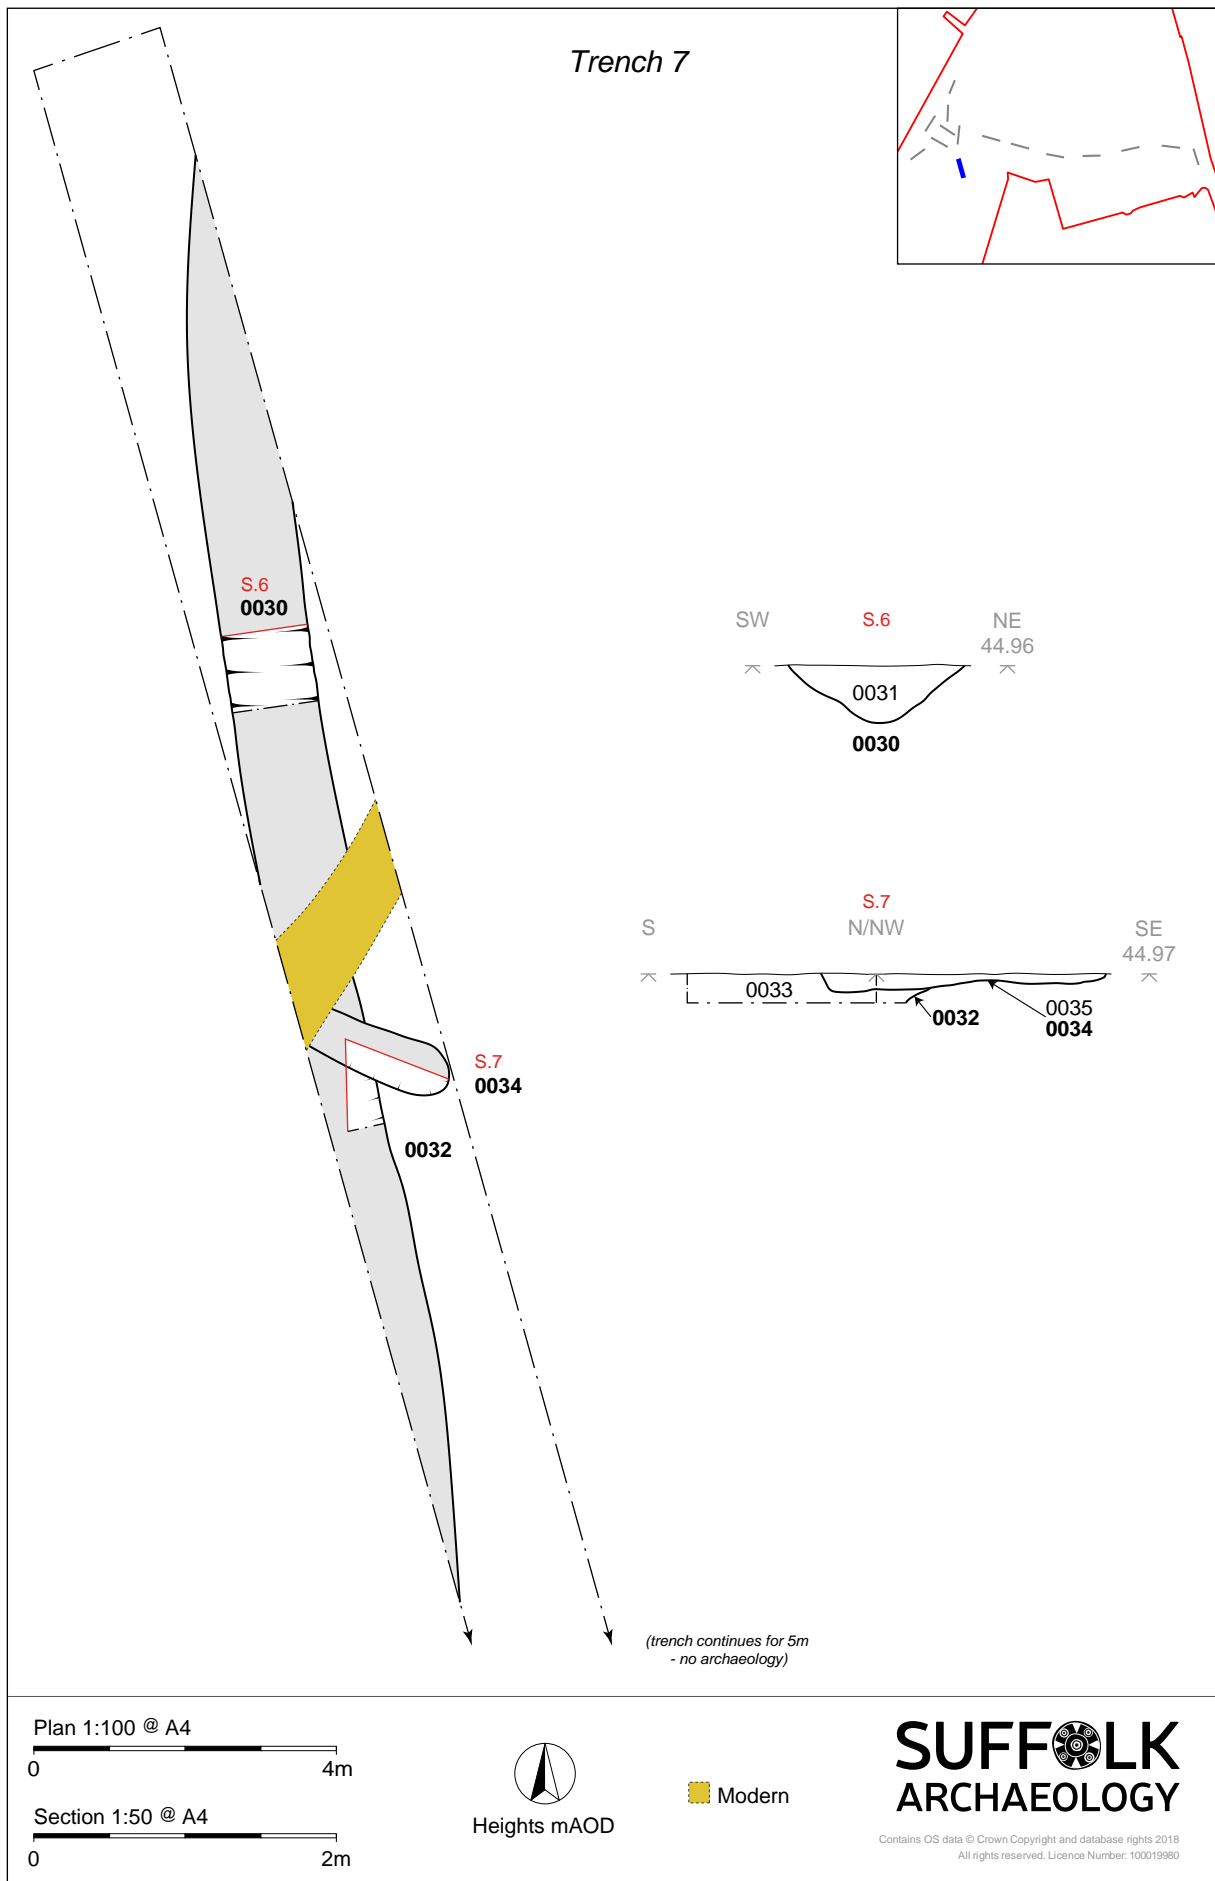 Trench 7
S.6
0030
SW
S.6
NE
44.96
0031
0030
S.7
S
N/NW
SE
44.97
0033
0032
0035
0034
S.7
0034
0032
(trench continues for 5m
- no archaeology)
Plan 1:100 @ A4
0 4m
Section 1:50 @ A4
0 2m
Heights mAOD
Modern
SUFFOLK
ARCHAEOLOGY
Contains OS data © Crown Copyright and database rights 2018
All rights reserved. Licence Number: 100019980